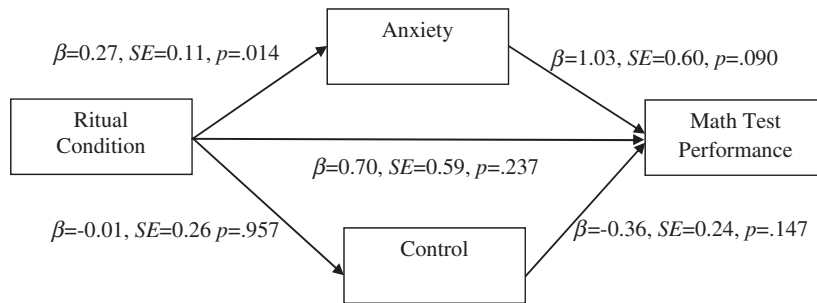 Anxiety
β=0.27, SE=0.11, p=.014
β=1.03, SE=0.60, p=.090
Ritual
Condition
Math Test
Performance
β=0.70, SE=0.59, p=.237
β=-0.01, SE=0.26 p=.957
β=-0.36, SE=0.24, p=.147
Control